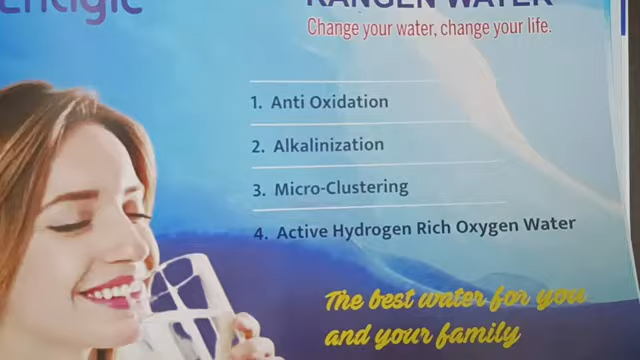 enagic
KANGEN WATER
Change your water, change your life.
1. Anti Oxidation
2. Alkalinization
3. Micro-Clustering
4. Active Hydrogen Rich Oxygen Water
The best water for you
and your family